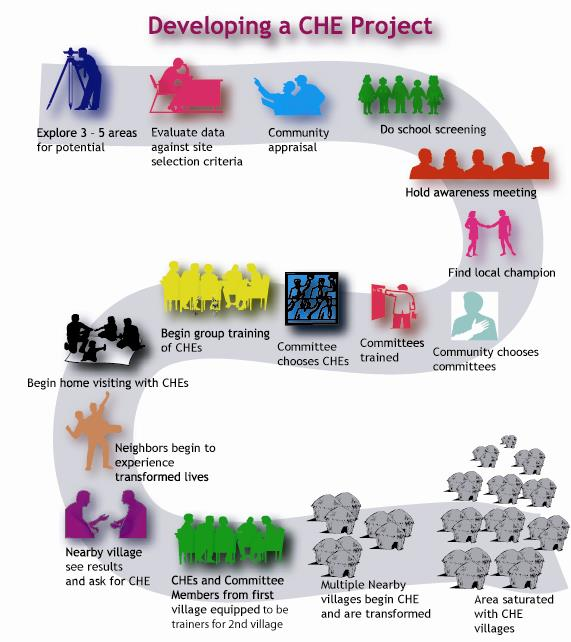 Developing a CHE Project
Explore 3 - 5 areas
for potential
Evaluate data
against site
selection criteria
Community
appraisal
Do school screening
Hold awareness meeting
Find local champion
Community chooses
committees
Committees
trained
Committee
chooses CHEs
Begin group training
of CHEs
Begin home visiting with CHEs
Neighbors begin to
experience
transformed lives
Nearby village
see results
and ask for CHE
CHEs and Committee
Members from first
village equipped to be
trainers for 2nd village
Multiple Nearby
villages begin CHE
and are transformed
Area saturated
with CHE
villages